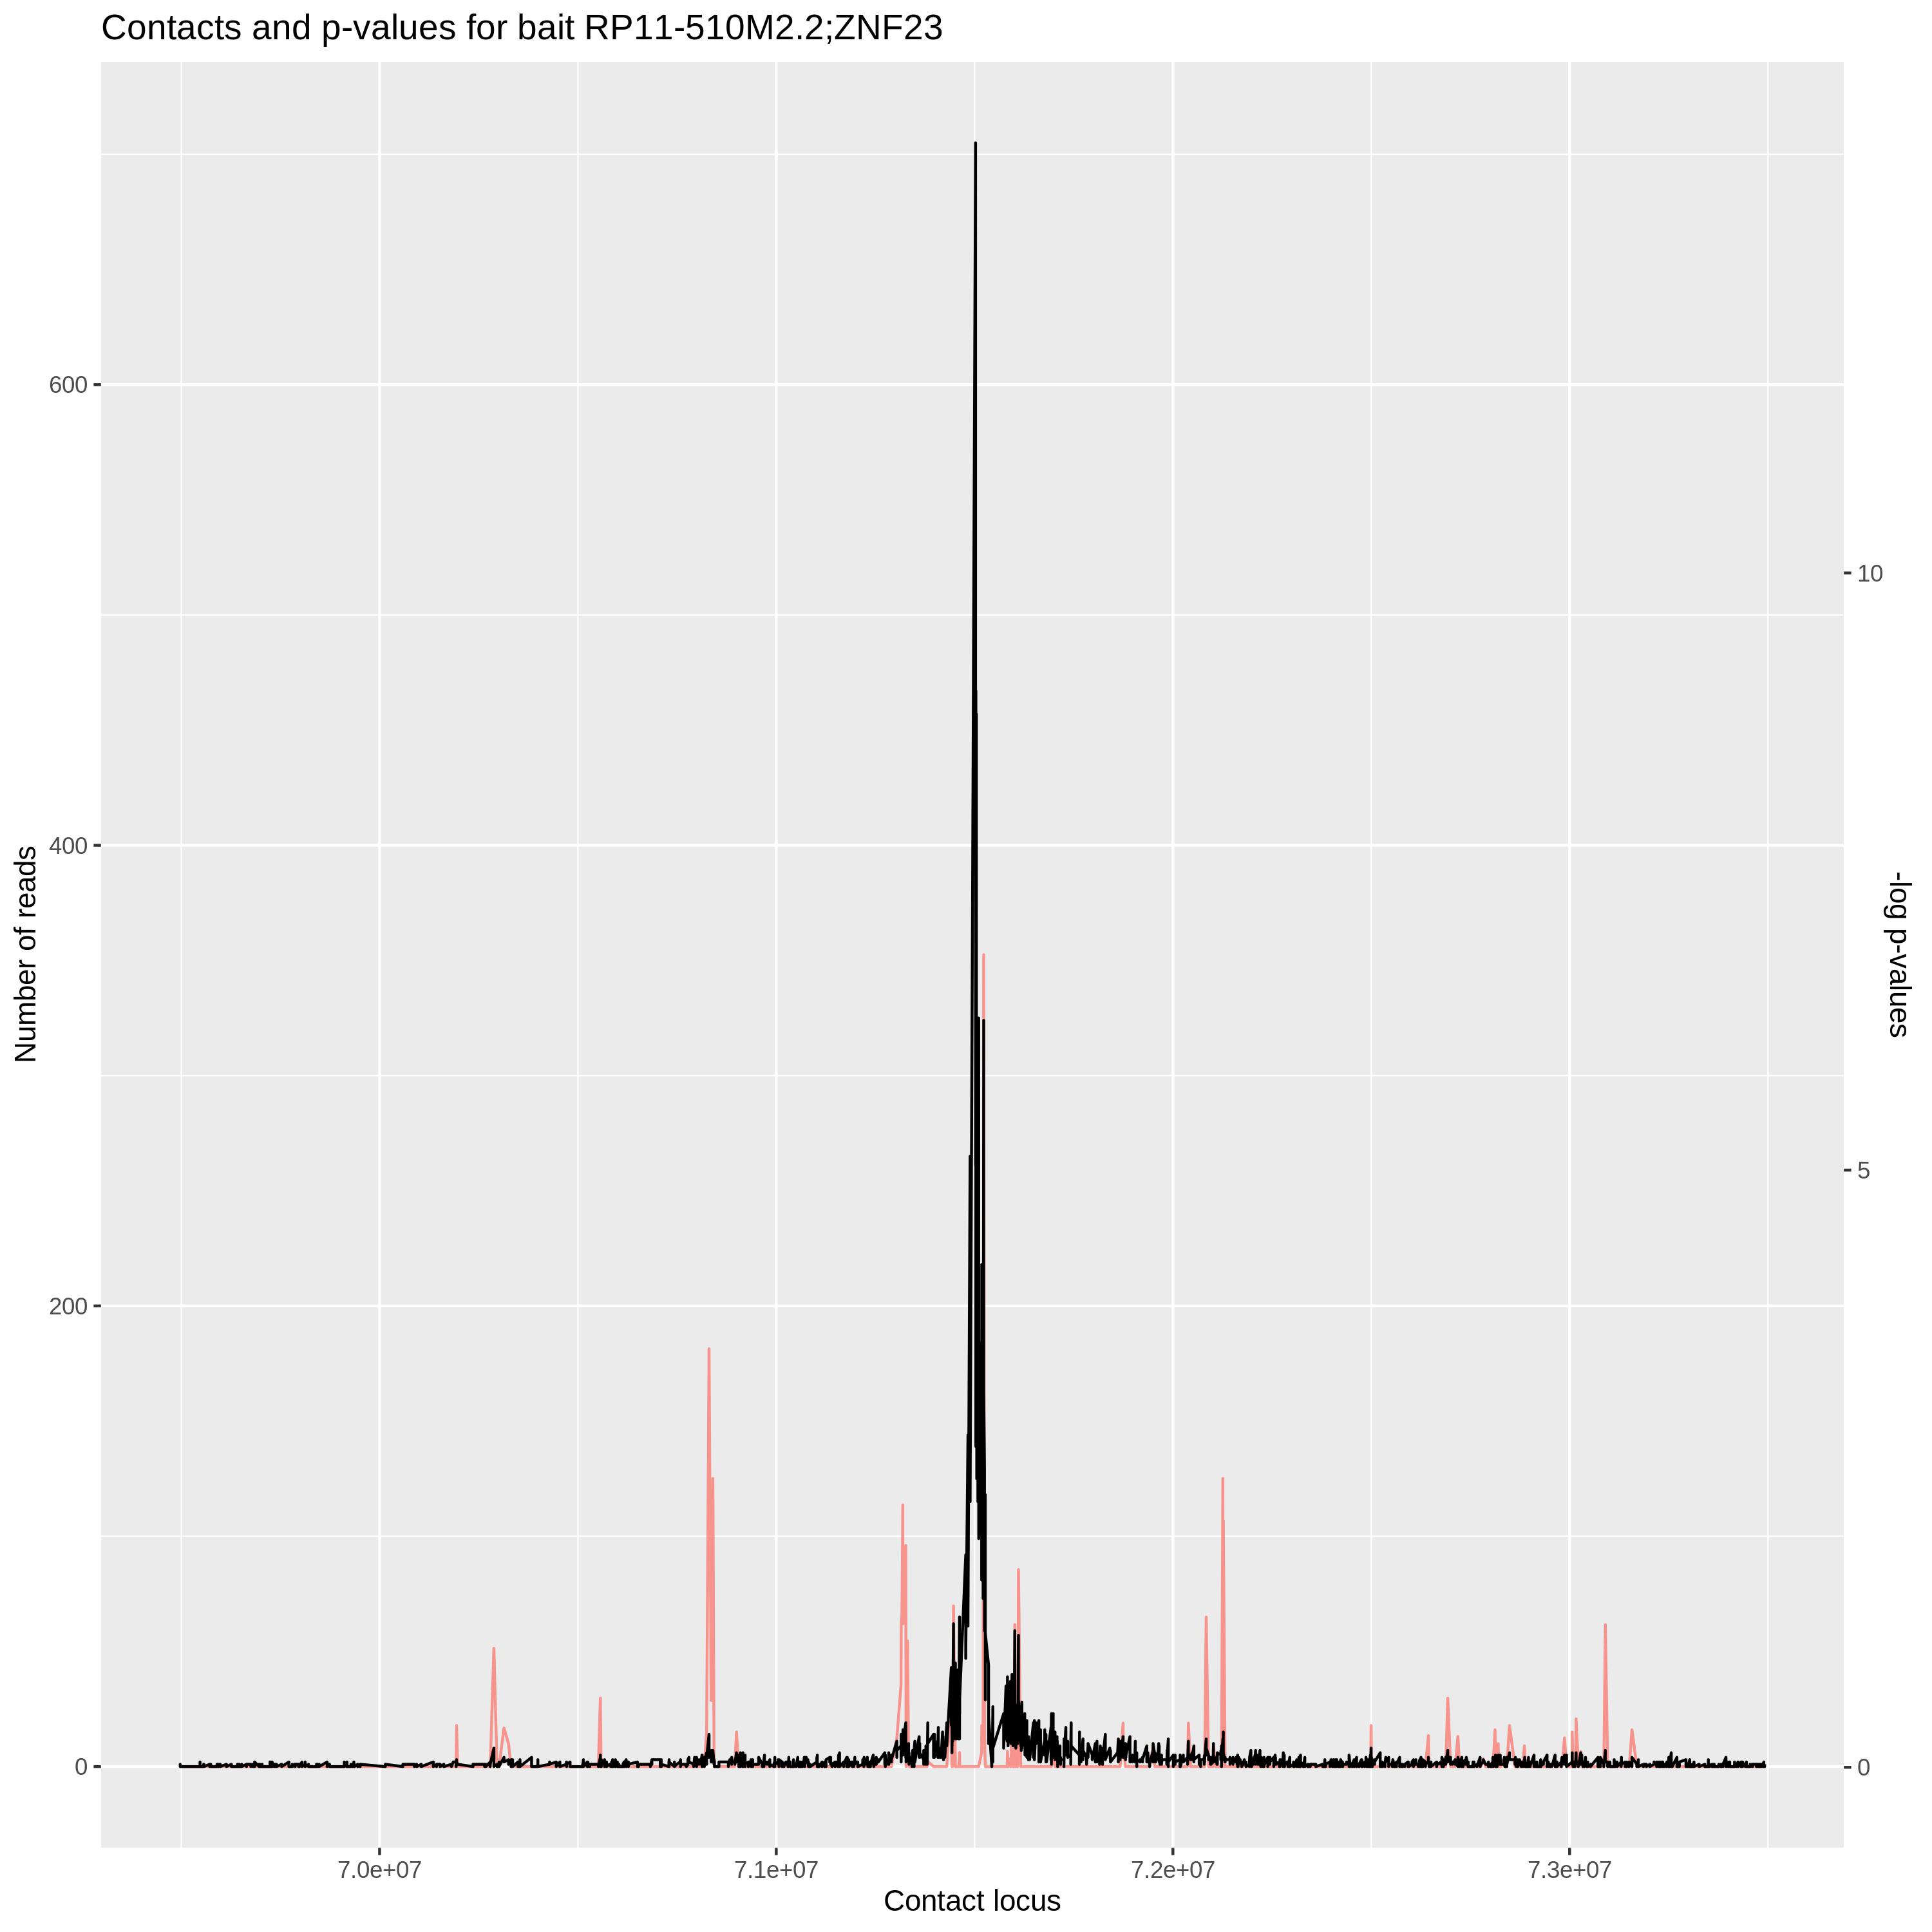 Contacts and p-values for bait RP11-510M2.2;ZNF23
600
400
200
0
Number of reads
10
5
0
-log p-values
7.0e+07
7.1e+07
7.2e+07
7.3e+07
Contact locus